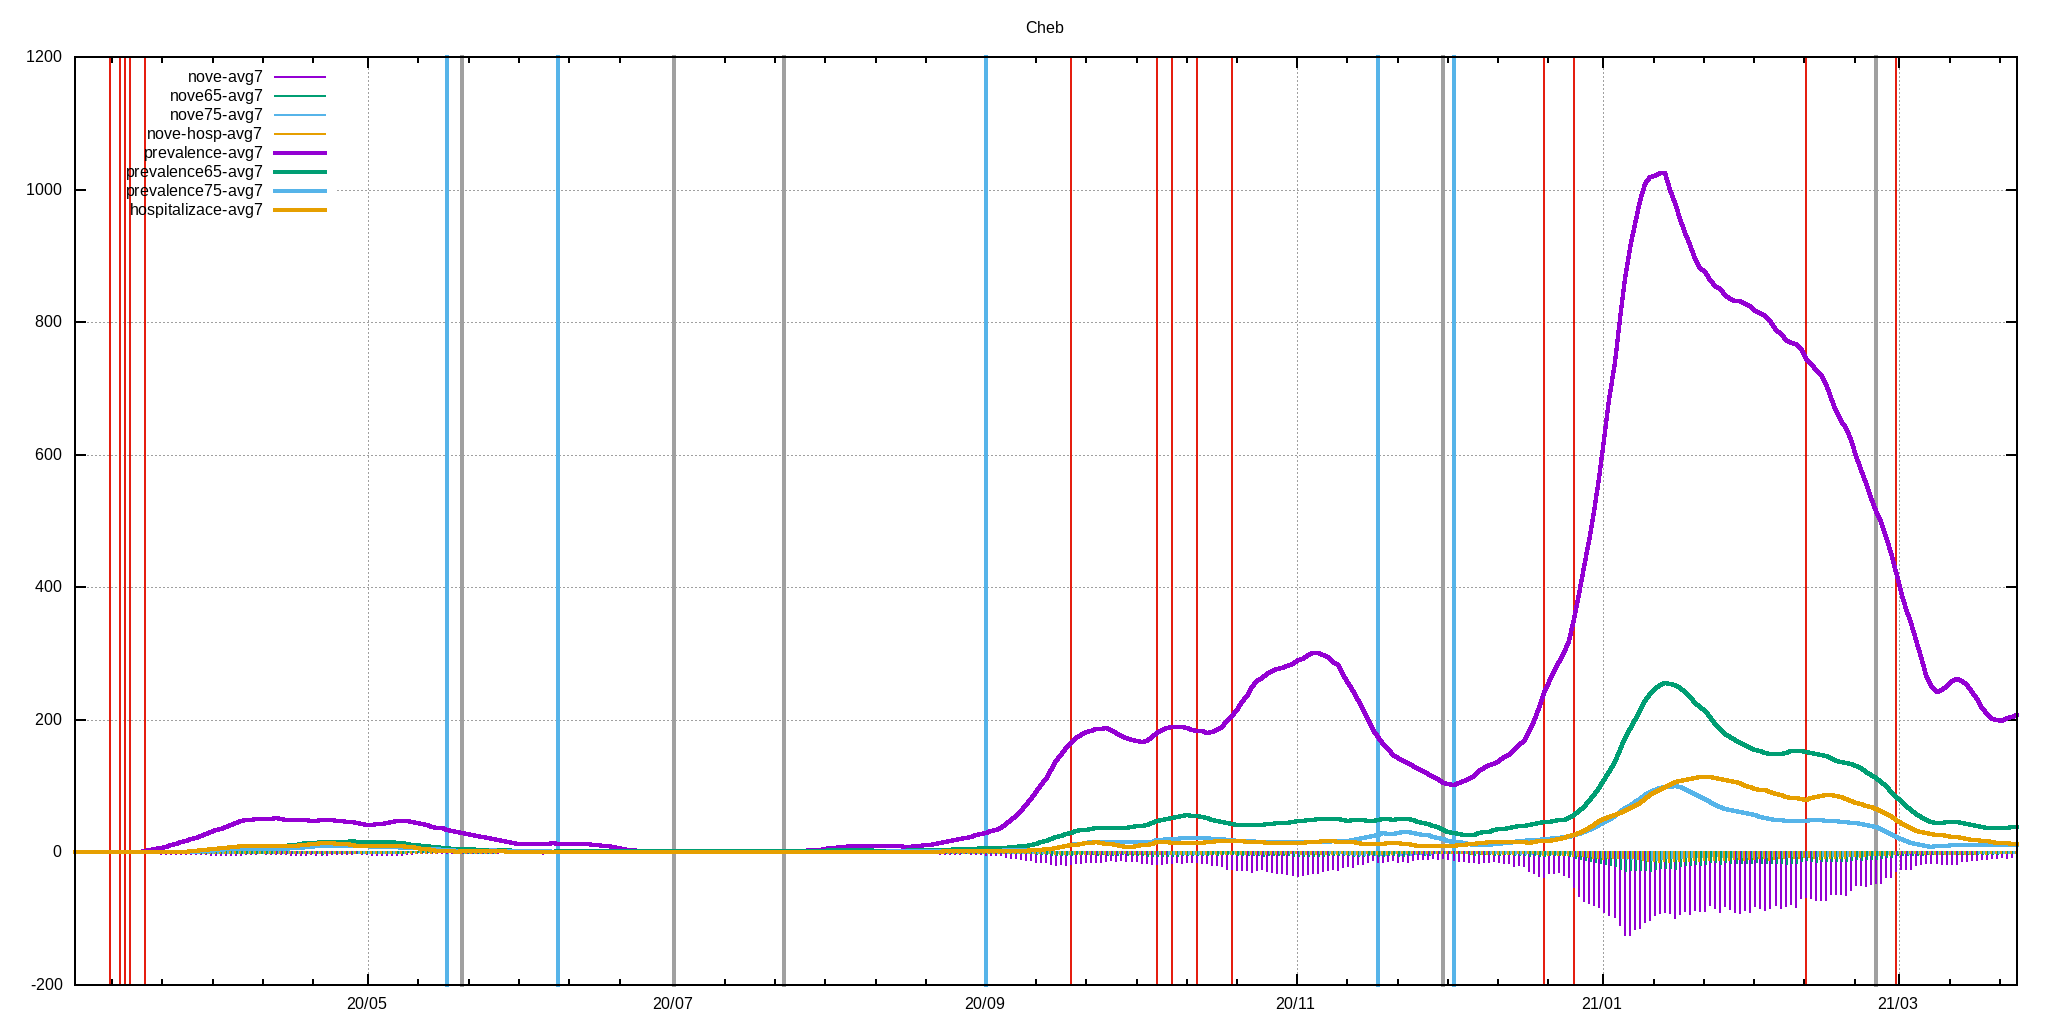 Cheb
1200
nove-avg7
nove65-avg7
nove75-avg7
nove-hosp-avg7
prevalence-avg7
prevalence65-avg7
prevalence75-avg7
hospitalizace-avg7
1000
800
600
400
200
0
-200
20/05 20/07 20/09 20/11 21/01 21/03